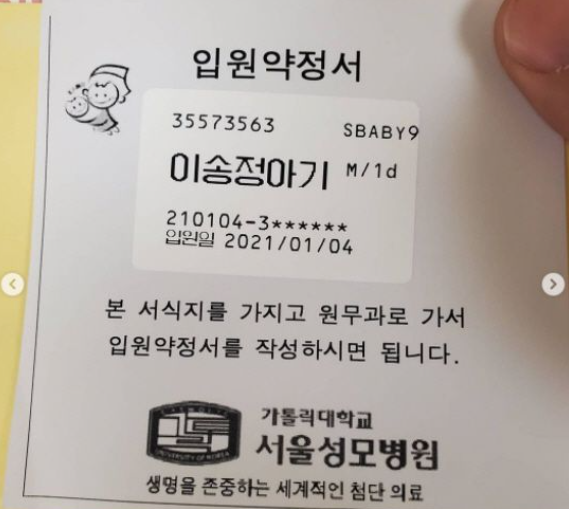 입원약정서
35573563 SBABY9
이송정아기 M/1d
210104-3******
입원일 2021/01/04
본 서식지를 가지고 원무과로 가서
입원약정서를 작성하시면 됩니다.
가톨릭대학교
서울성모병원
생명을 존중하는 세계적인 첨단 의료